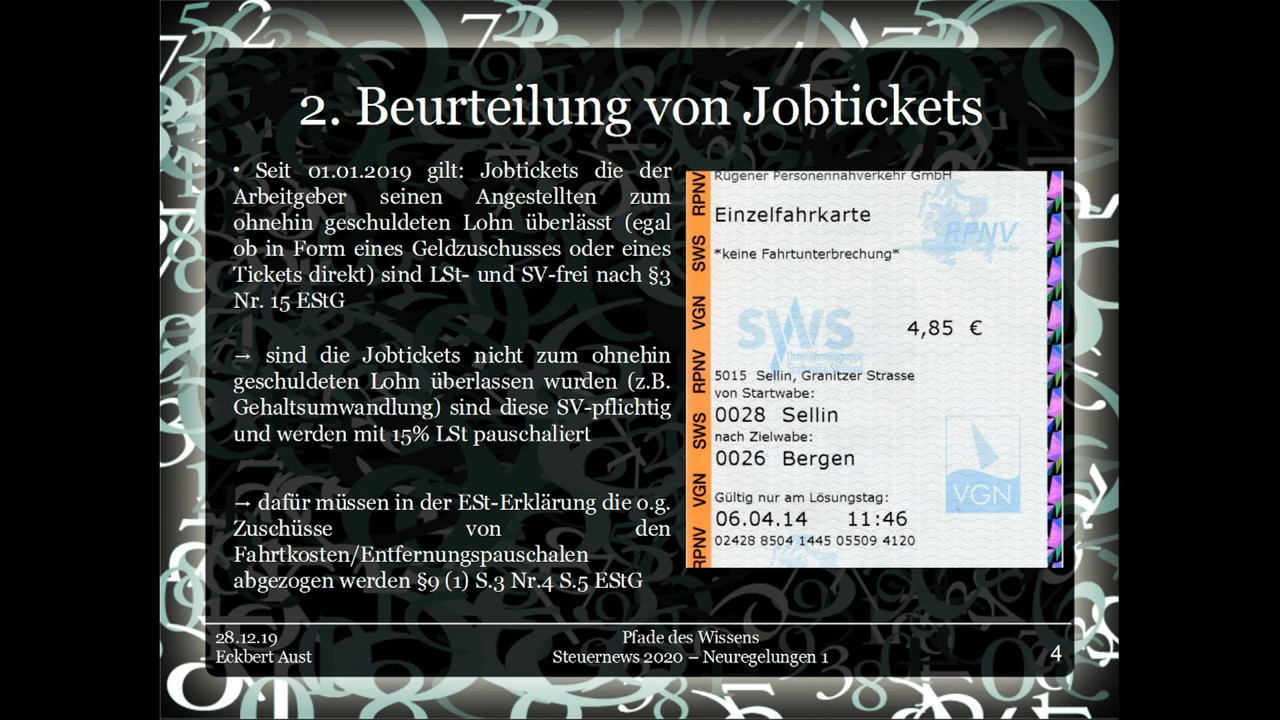 2. Beurteilung von Jobtickets
• Seit 01.01.2019 gilt: Jobtickets die der
Arbeitgeber seinen Angestellten zum
ohnehin geschuldeten Lohn überlässt (egal
ob in Form eines Geldzuschusses oder eines
Tickets direkt) sind LSt- und SV-frei nach §3
Nr. 15 EStG
→ sind die Jobtickets nicht zum ohnehin
geschuldeten Lohn überlassen wurden (z.B.
Gehaltsumwandlung) sind diese SV-pflichtig
und werden mit 15% LSt pauschaliert
→ dafür müssen in der ESt-Erklärung die o.g.
Zuschüsse von den
Fahrtkosten/Entfernungspauschalen
abgezogen werden §9 (1) S.3 Nr.4 S.5 EStG
RPNV SWS VGN RPNV SWS VGN RPNV
Rügener Personennahverkehr GmbH
Einzelfahrkarte
RPNV
*keine Fahrtunterbrechung*
SWS
4,85 €
Unternehmensgruppe
5015 Sellin, Granitzer Strasse
von Startwabe:
0028 Sellin
nach Zielwabe:
0026 Bergen
VGN
Gültig nur am Lösungstag:
06.04.14 11:46
02428 8504 1445 05509 4120
28.12.19
Eckbert Aust
Pfade des Wissens
Steuernews 2020 – Neuregelungen 1
4